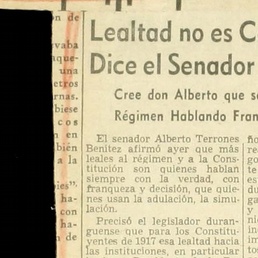 Lealtad no es C
Dice el Senador
Cree don Alberto que se
Régimen Hablando Fran
El senador Alberto Terrones
Benítez afirmó ayer que más
leales al régimen y a la Cons-
titución son quienes hablan
siempre con la verdad, con
franqueza y decisión, que quie-
nes usan la adulación, la simu-
lación.
Precisó el legislador duran-
guense que para los Constitu-
yentes de 1917 esa lealtad hacia
las instituciones, en particular